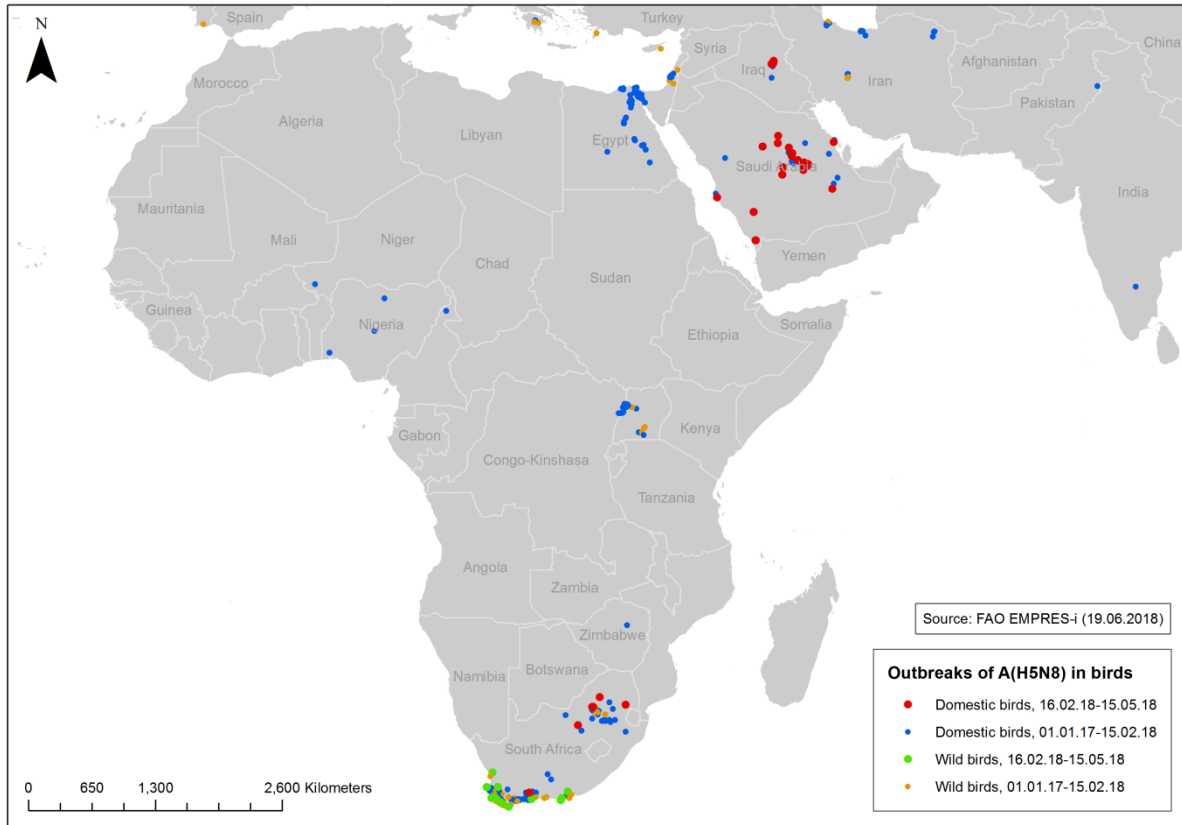 N
Spain
Turkey
China
Syria
Afghanistan
Iraq
Iran
Morocco
Pakistan
Algeria
Libyan
Egypt
Saudi Arabia
India
Mauritania
Mali
Niger
Chad
Sudan
Yemen
Guinea
Nigeria
Ethiopia
Somalia
Gabon
Kenya
Congo-Kinshasa
Tanzania
Angola
Zambia
Zimbabwe
Botswana
Namibia
South Africa
Source: FAO EMPRES-i (19.06.2018)
Outbreaks of A(H5N8) in birds
Domestic birds, 16.02.18-15.05.18
Domestic birds, 01.01.17-15.02.18
Wild birds, 16.02.18-15.05.18
Wild birds, 01.01.17-15.02.18
0 650 1,300 2,600 Kilometers